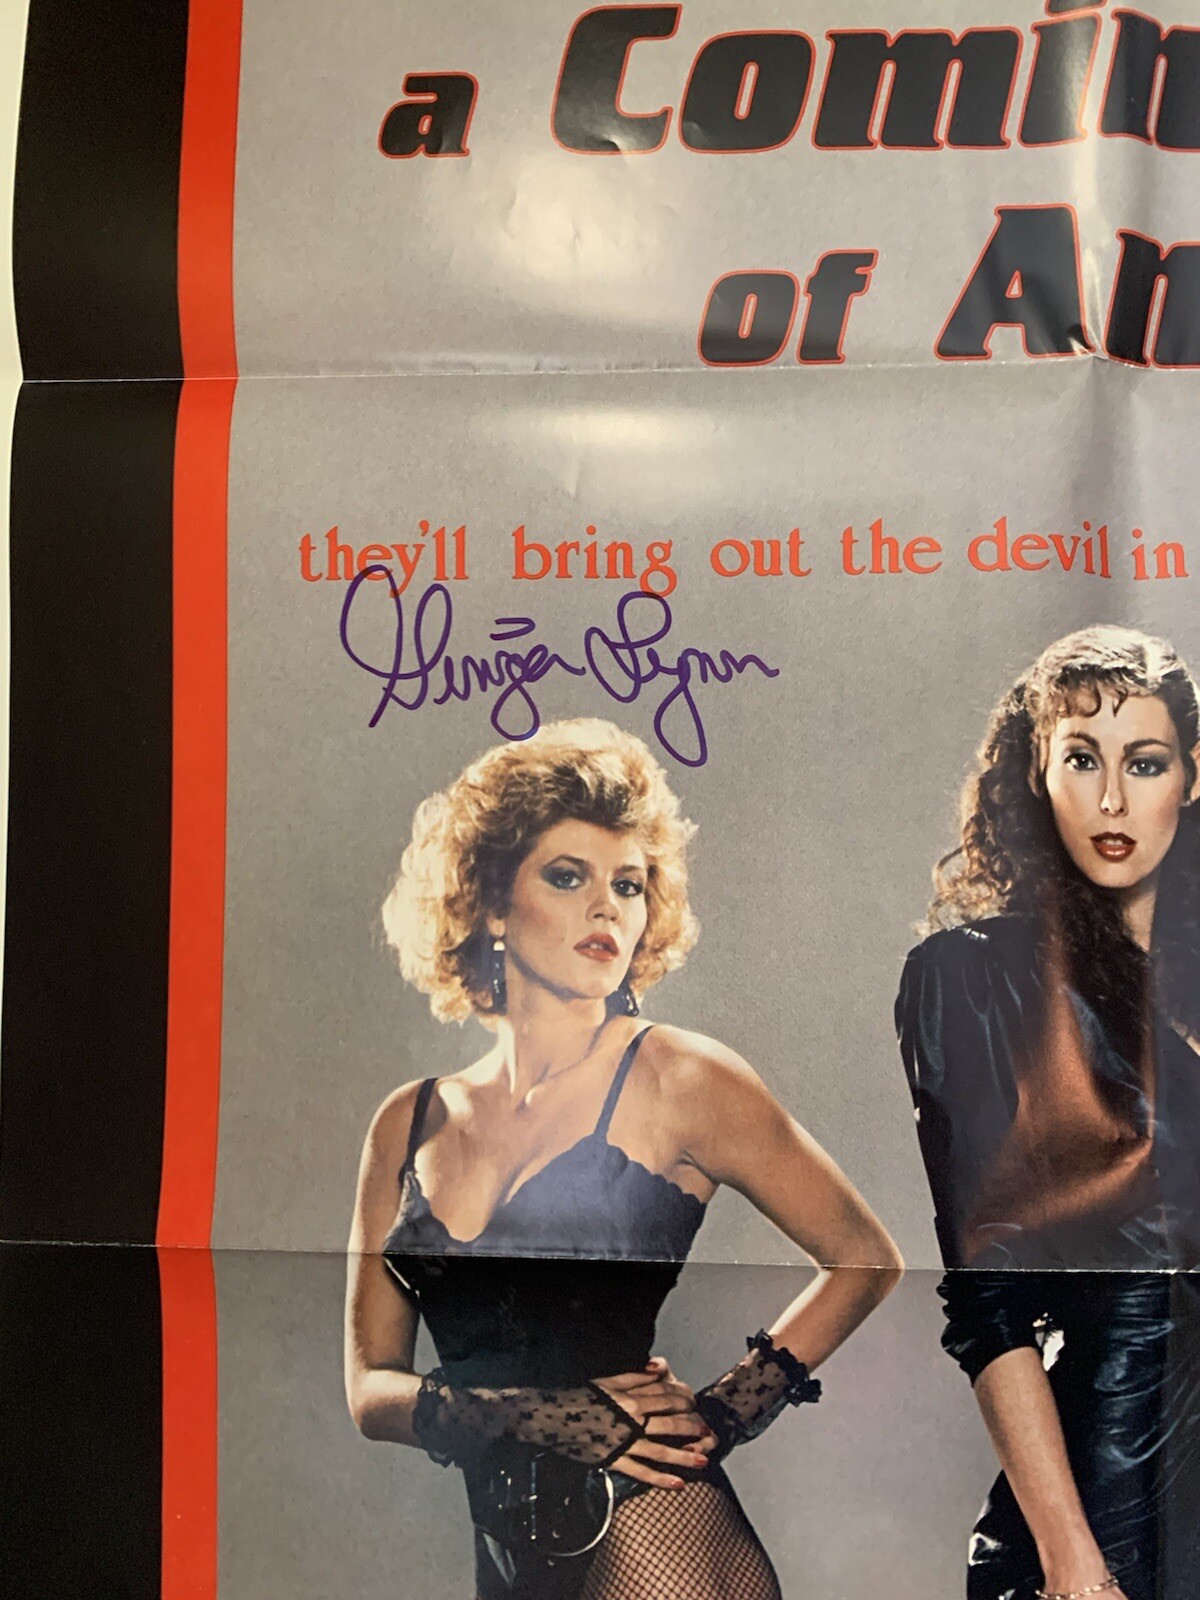 a Comin
of An
they'll bring out the devil in
Ginger Lynn